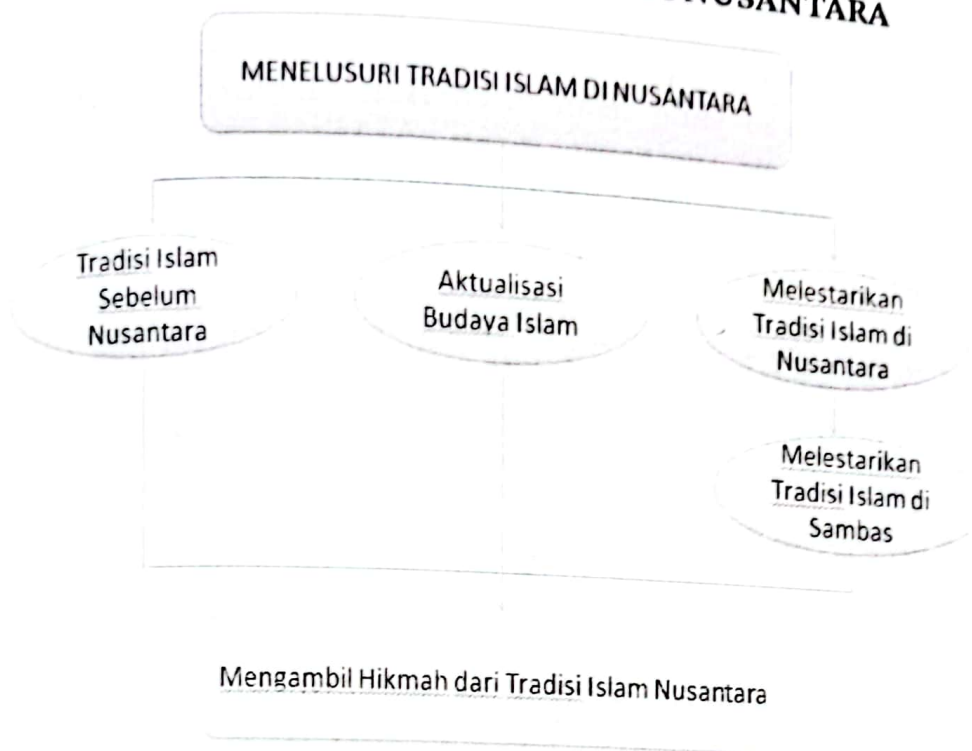 NUSANTARA
MENELUSURI TRADISI ISLAM DI NUSANTARA
Tradisi Islam
Sebelum
Nusantara
Aktualisasi
Budaya Islam
Melestarikan
Tradisi Islam di
Nusantara
Melestarikan
Tradisi Islam di
Sambas
Mengambil Hikmah dari Tradisi Islam Nusantara